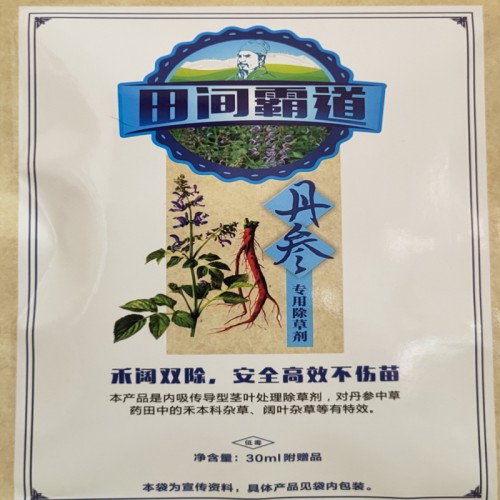 田间霸道
丹参
专用除草剂
禾阔双除，安全高效不伤苗
本产品是内吸传导型茎叶处理除草剂，对丹参中草
药田中的禾本科杂草、阔叶杂草等有特效。
低毒
净含量：30ml附赠品
本袋为宣传资料，具体产品见袋内包装。